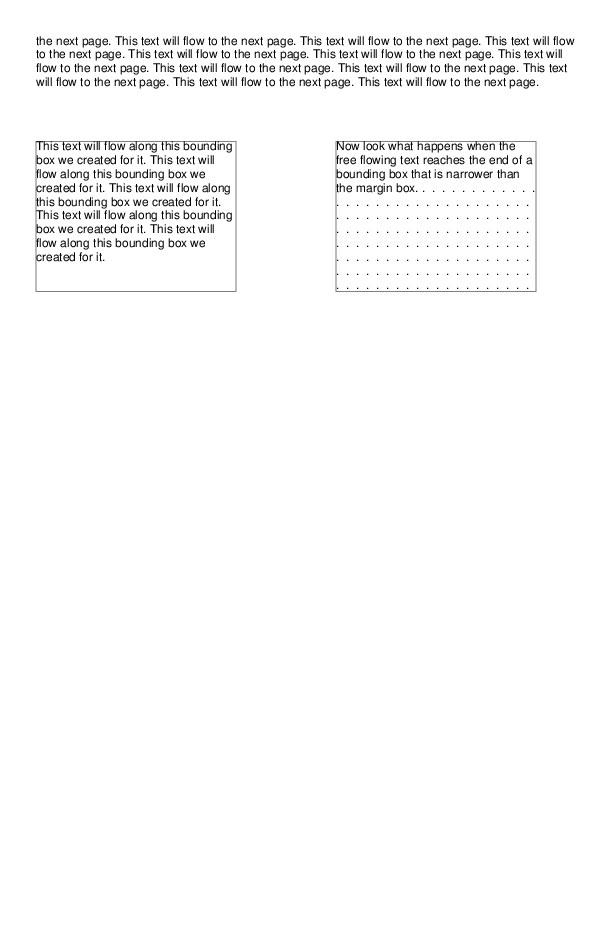 the next page. This text will flow to the next page. This text will flow to the next page. This text will flow
to the next page. This text will flow to the next page. This text will flow to the next page. This text will
flow to the next page. This text will flow to the next page. This text will flow to the next page. This text
will flow to the next page. This text will flow to the next page. This text will flow to the next page.
This text will flow along this bounding
box we created for it. This text will
flow along this bounding box we
created for it. This text will flow along
this bounding box we created for it.
This text will flow along this bounding
box we created for it. This text will
flow along this bounding box we
created for it.
Now look what happens when the
free flowing text reaches the end of a
bounding box that is narrower than
the margin box. . . . . . . . . . . . .
. . . . . . . . . . . . . . . . . . . .
. . . . . . . . . . . . . . . . . . . .
. . . . . . . . . . . . . . . . . . . .
. . . . . . . . . . . . . . . . . . . .
. . . . . . . . . . . . . . . . . . . .
. . . . . . . . . . . . . . . . . . . .
. . . . . . . . . . . . . . . . . . . .